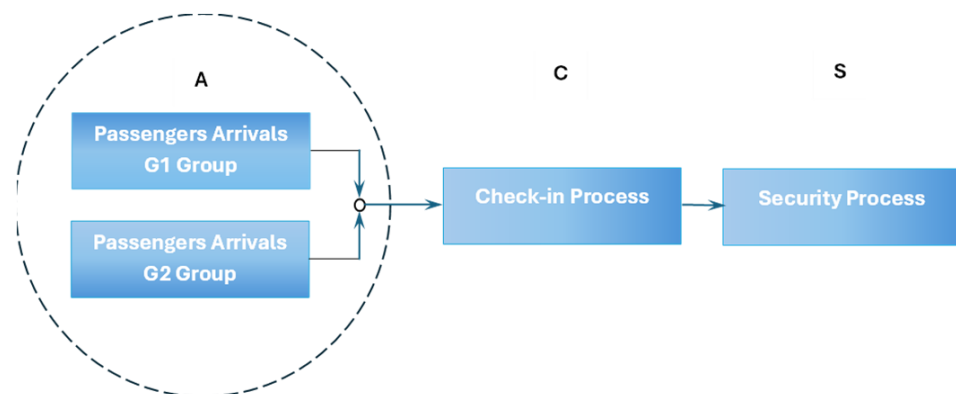 A
C
S
Passengers Arrivals
G1 Group
Check-in Process
Security Process
Passengers Arrivals
G2 Group